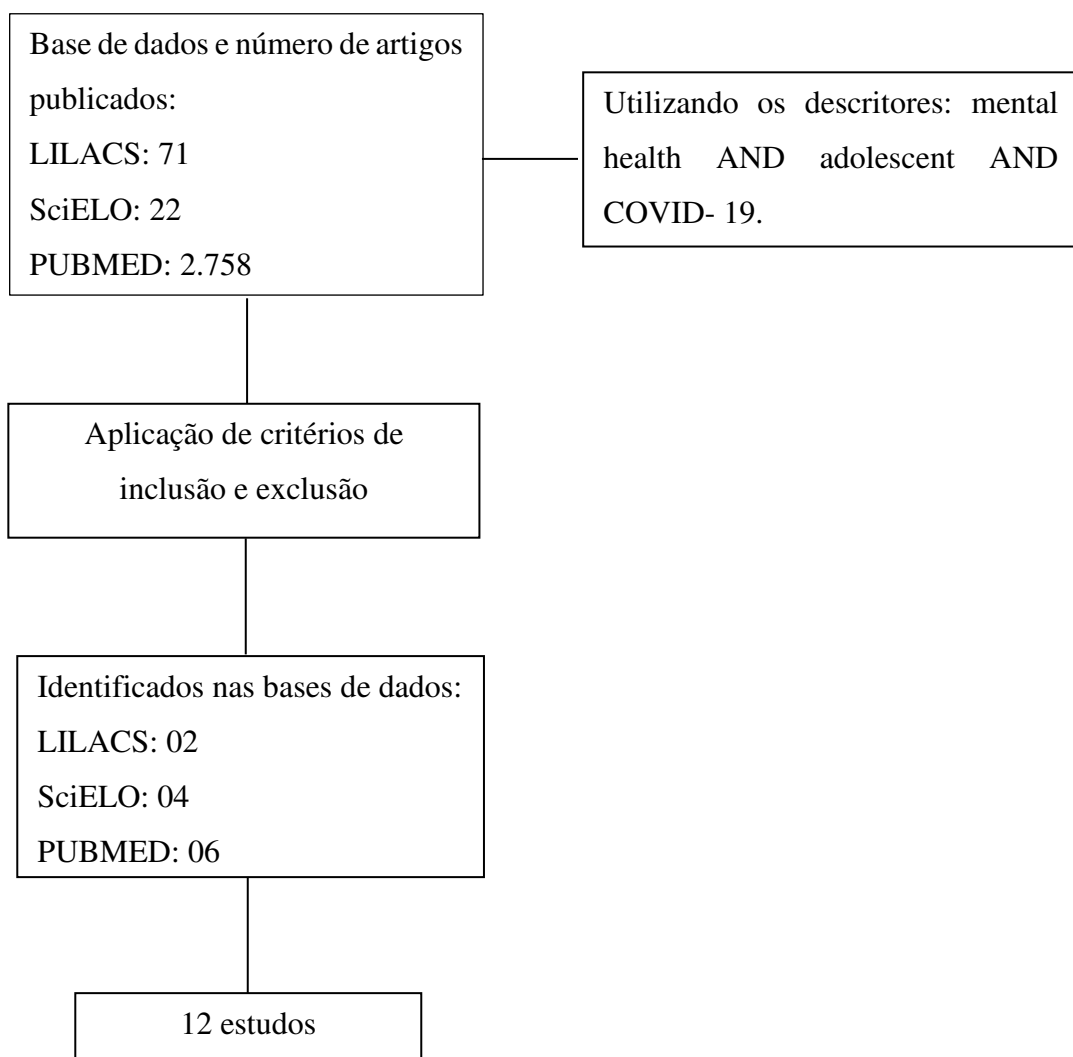 Base de dados e número de artigos
publicados:
LILACS: 71
SciELO: 22
PUBMED: 2.758
Utilizando os descritores: mental
health AND adolescent AND
COVID- 19.
Aplicação de critérios de
inclusão e exclusão
Identificados nas bases de dados:
LILACS: 02
SciELO: 04
PUBMED: 06
12 estudos